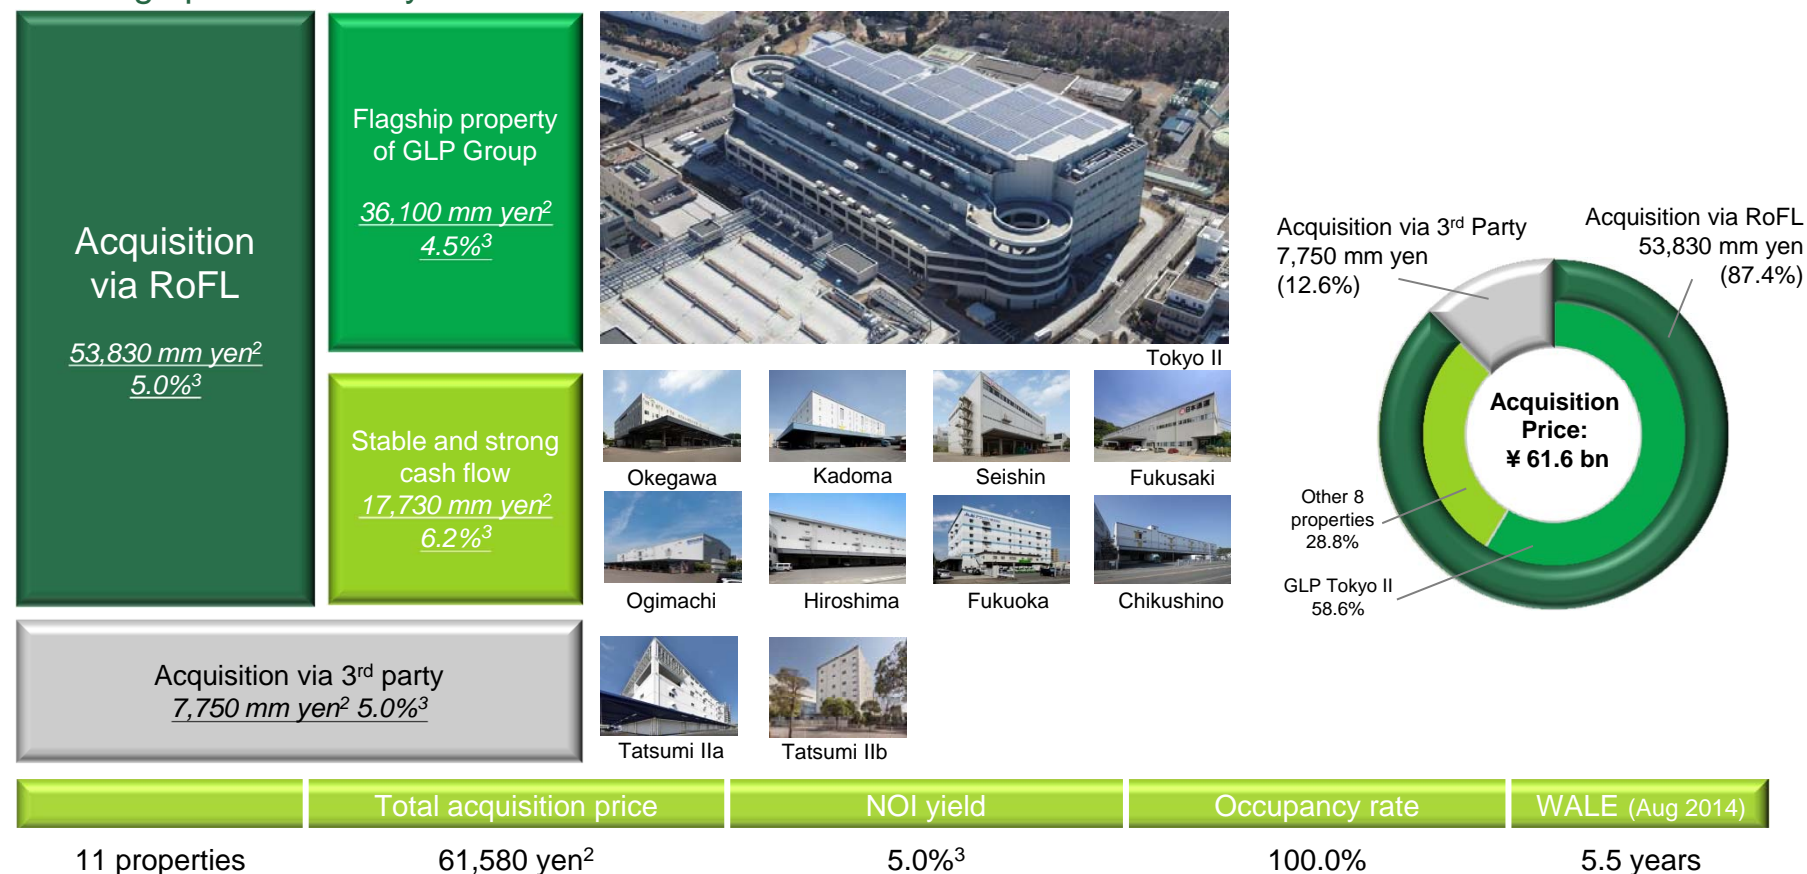 Acquisition
via RoFL
53,830 mm yen²
5.0%³
Flagship property
of GLP Group
36,100 mm yen²
4.5%³
Stable and strong
cash flow
17,730 mm yen²
6.2%³
Acquisition via 3rd party
7,750 mm yen² 5.0%³
Tokyo II
Okegawa
Kadoma
Seishin
Fukusaki
Ogimachi
Hiroshima
Fukuoka
Chikushino
Tatsumi IIa
Tatsumi IIb
Acquisition via 3rd Party
7,750 mm yen
(12.6%)
Acquisition via RoFL
53,830 mm yen
(87.4%)
Acquisition
Price:
¥ 61.6 bn
Other 8
properties
28.8%
GLP Tokyo II
58.6%
Total acquisition price NOI yield Occupancy rate WALE (Aug 2014)
11 properties 61,580 yen² 5.0%³ 100.0% 5.5 years